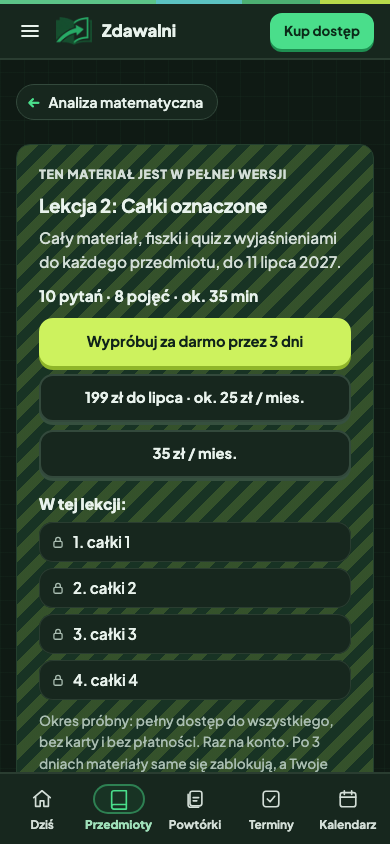 Zdawalni
Kup dostęp
← Analiza matematyczna
TEN MATERIAŁ JEST W PEŁNEJ WERSJI
Lekcja 2: Całki oznaczone
Cały materiał, fiszki i quiz z wyjaśnieniami
do każdego przedmiotu, do 11 lipca 2027.
10 pytań · 8 pojęć · ok. 35 min
Wypróbuj za darmo przez 3 dni
199 zł do lipca · ok. 25 zł / mies.
35 zł / mies.
W tej lekcji:
1. całki 1
2. całki 2
3. całki 3
4. całki 4
Okres próbny: pełny dostęp do wszystkiego,
bez karty i bez płatności. Raz na konto. Po 3
dniach materiały same się zablokują, a Twoje
Dziś
Przedmioty
Powtórki
Terminy
Kalendarz